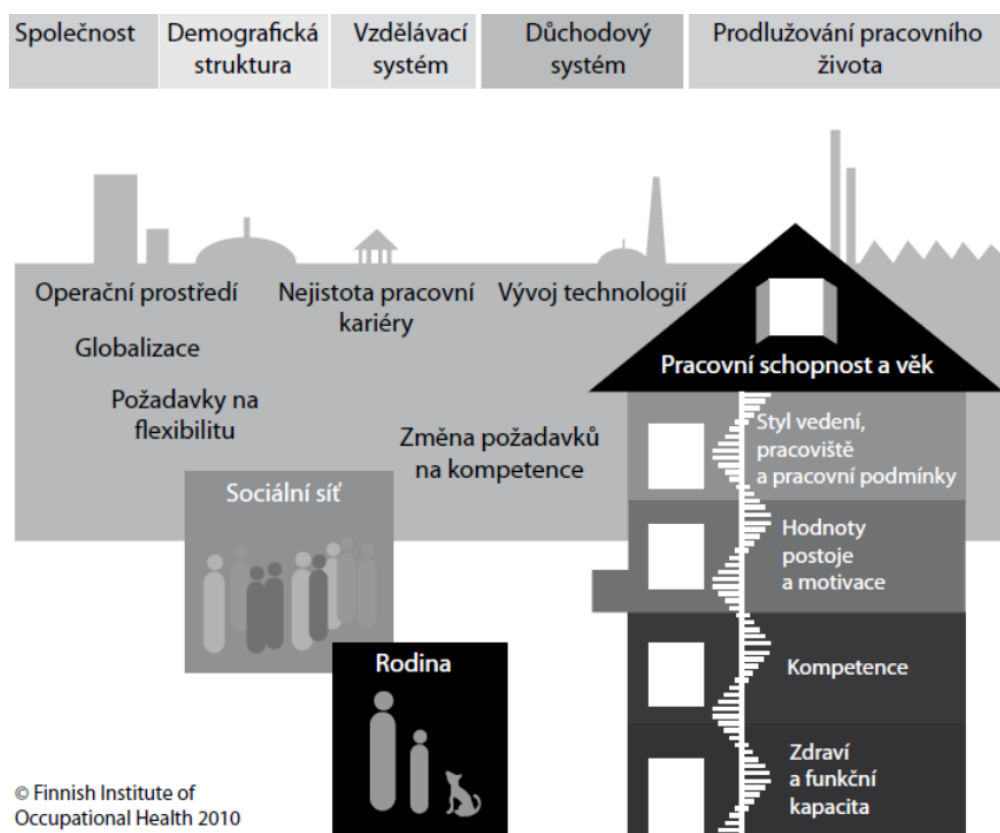 Společnost
Demografická
struktura
Vzdělávací
systém
Důchodový
systém
Prodlužování pracovního
života
Operační prostředí
Nejistota pracovní
kariéry
Vývoj technologií
Globalizace
Požadavky na
flexibilitu
Změna požadavků
na kompetence
Sociální síť
Rodina
Pracovní schopnost a věk
Styl vedení,
pracoviště
a pracovní podmínky
Hodnoty
postoje
a motivace
Kompetence
Zdraví
a funkční
kapacita
© Finnish Institute of
Occupational Health 2010